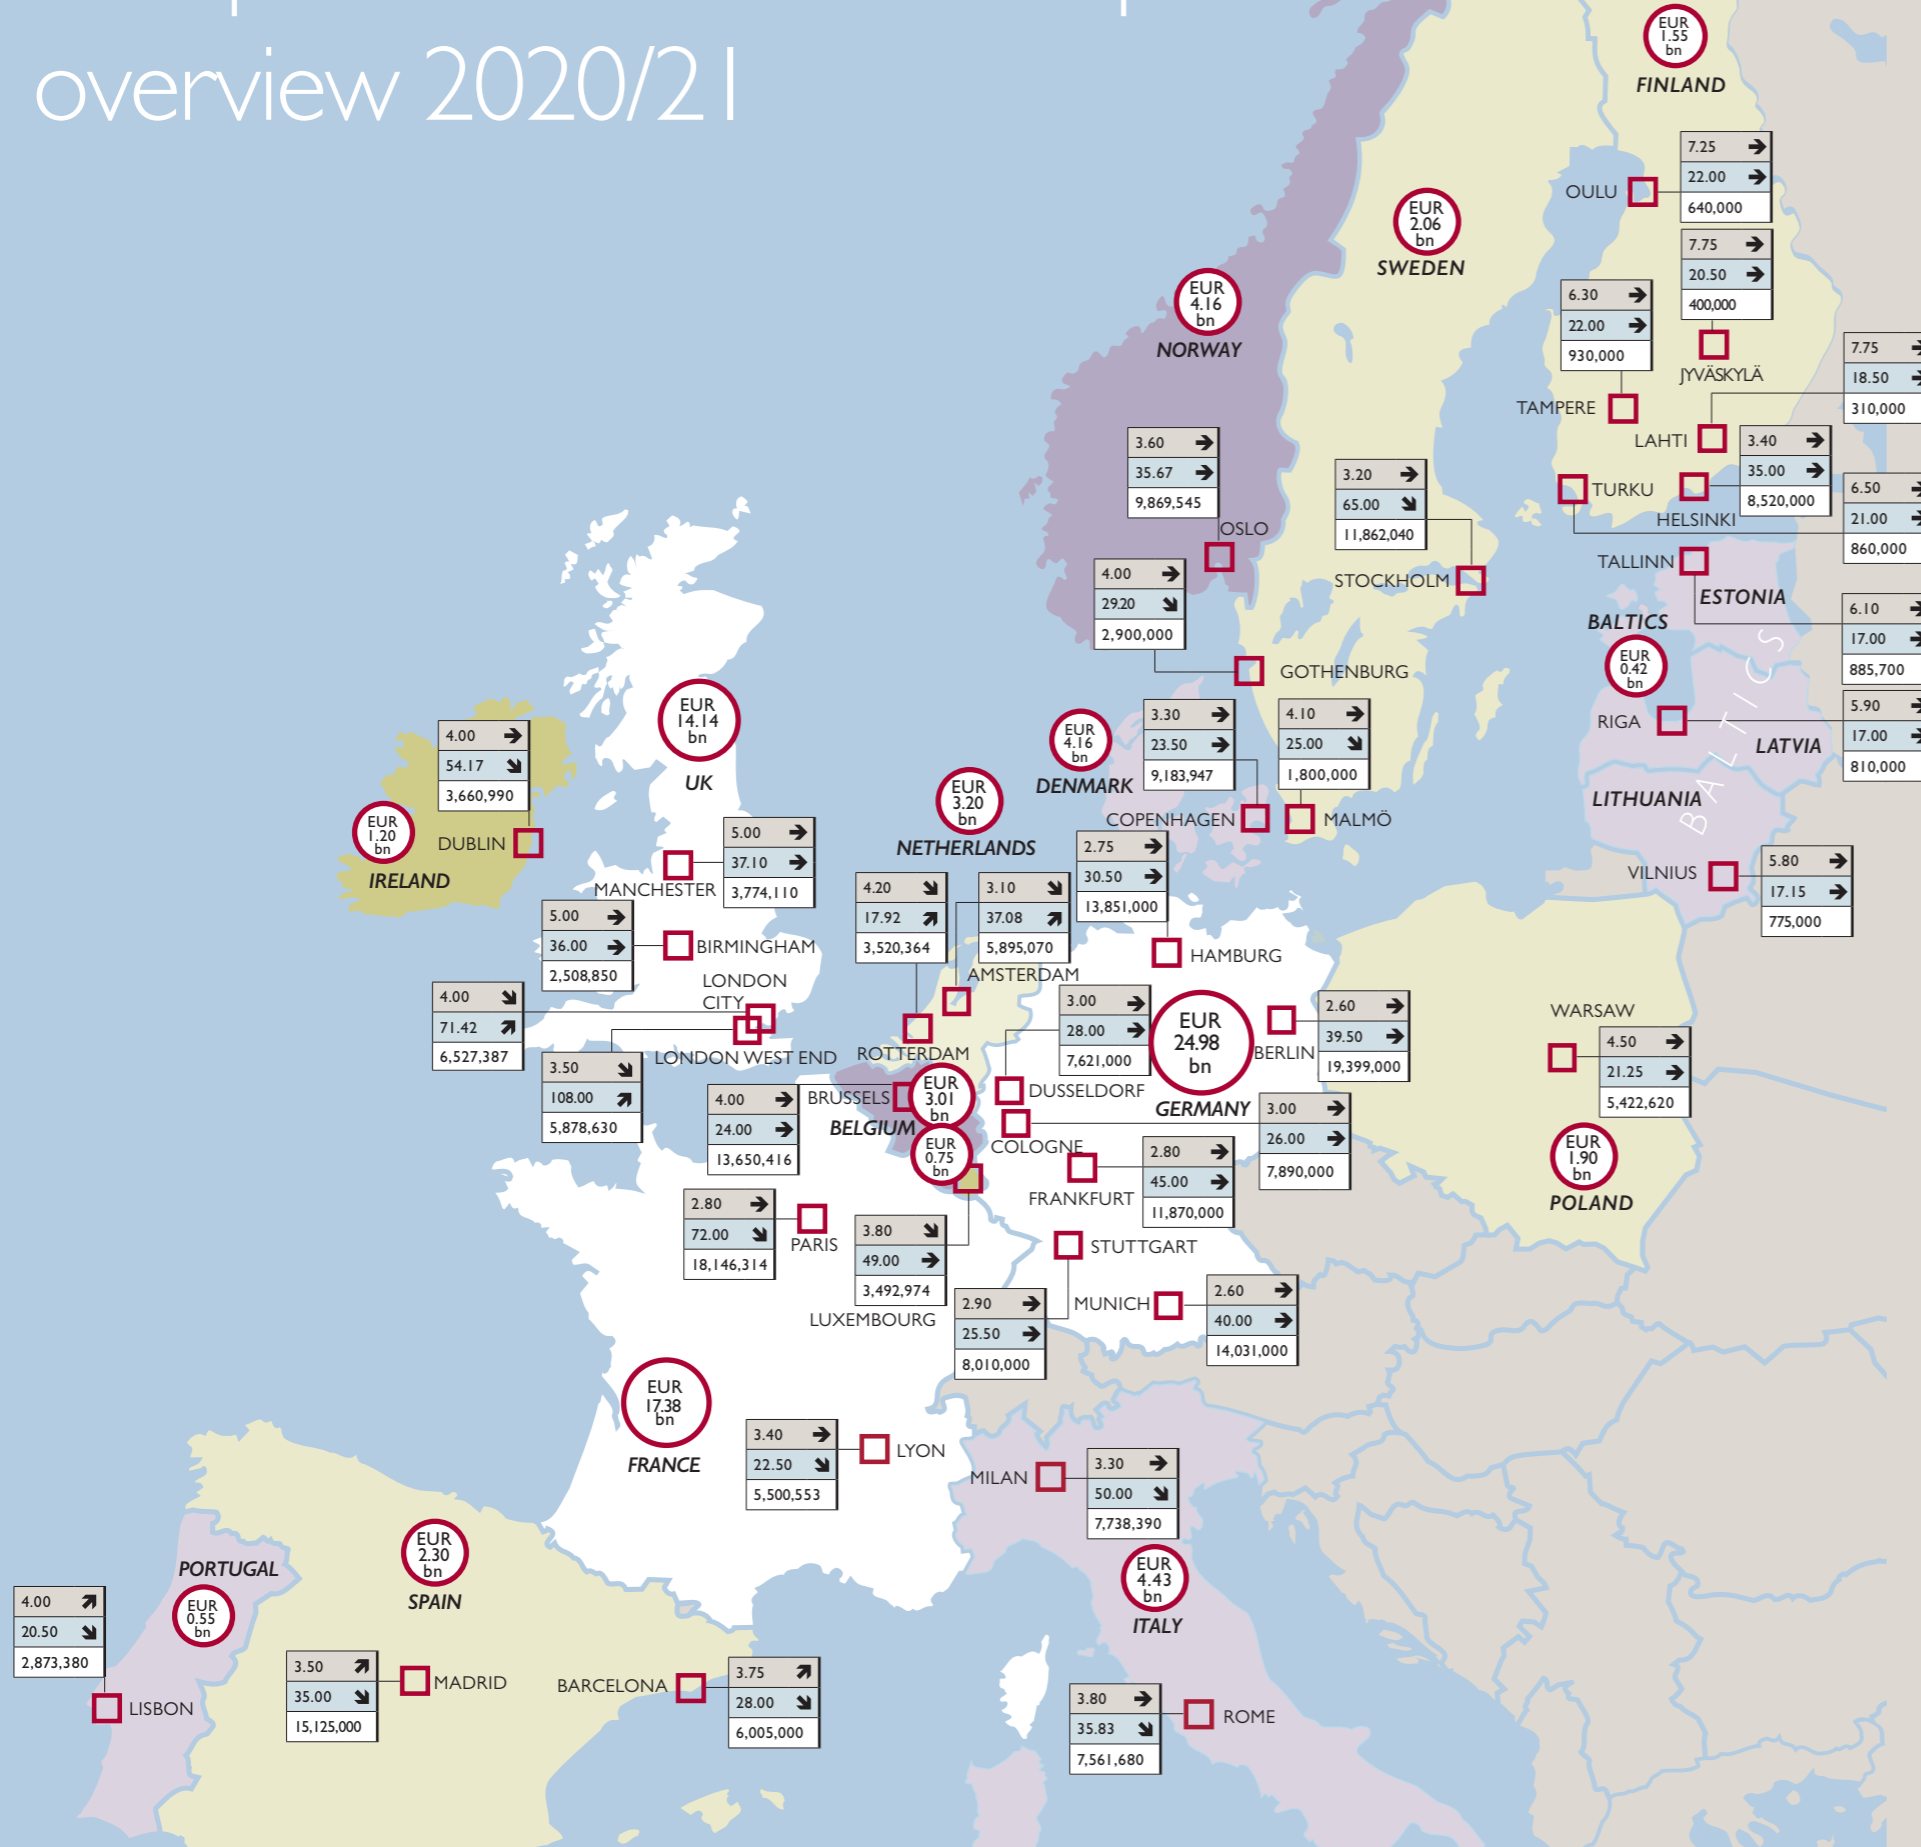 overview 2020/21
EUR
1.55
bn
FINLAND
7.25
22.00
640,000
OULU
EUR
2.06
bn
SWEDEN
7.75
20.50
400,000
JYVÄSKYLÄ
EUR
4.16
bn
NORWAY
6.30
22.00
930,000
TAMPERE
7.75
18.50
310,000
LAHTI
3.40
35.00
8,520,000
HELSINKI
3.60
35.67
9,869,545
OSLO
3.20
65.00
11,862,040
STOCKHOLM
TURKU
6.50
21.00
860,000
TALLINN
ESTONIA
6.10
17.00
885,700
4.00
29.20
2,900,000
GOTHENBURG
BALTICS
EUR
0.42
bn
BALTICS
RIGA
5.90
17.00
810,000
LATVIA
LITHUANIA
VILNIUS
5.80
17.15
775,000
EUR
14.14
bn
UK
4.00
54.17
3,660,990
DUBLIN
EUR
1.20
bn
IRELAND
EUR
4.16
bn
DENMARK
3.30
23.50
9,183,947
COPENHAGEN
4.10
25.00
1,800,000
MALMÖ
EUR
3.20
bn
NETHERLANDS
5.00
37.10
3,774,110
MANCHESTER
5.00
36.00
2,508,850
BIRMINGHAM
LONDON
CITY
4.00
71.42
6,527,387
LONDON WEST END
3.50
108.00
5,878,630
4.20
17.92
3,520,364
ROTTERDAM
3.10
37.08
5,895,070
AMSTERDAM
2.75
30.50
13,851,000
HAMBURG
3.00
28.00
7,621,000
DUSSELDORF
EUR
24.98
bn
GERMANY
BERLIN
2.60
39.50
19,399,000
WARSAW
4.50
21.25
5,422,620
EUR
1.90
bn
POLAND
4.00
24.00
13,650,416
BRUSSELS
EUR
3.01
bn
BELGIUM
EUR
0.75
bn
COLOGNE
3.00
26.00
7,890,000
2.80
45.00
11,870,000
FRANKFURT
2.80
72.00
18,146,314
PARIS
3.80
49.00
3,492,974
LUXEMBOURG
STUTTGART
2.90
25.50
8,010,000
MUNICH
2.60
40.00
14,031,000
EUR
17.38
bn
FRANCE
3.40
22.50
5,500,553
LYON
MILAN
3.30
50.00
7,738,390
EUR
4.43
bn
ITALY
PORTUGAL
EUR
0.55
bn
EUR
2.30
bn
SPAIN
4.00
20.50
2,873,380
LISBON
3.50
35.00
15,125,000
MADRID
BARCELONA
3.75
28.00
6,005,000
3.80
35.83
7,561,680
ROME